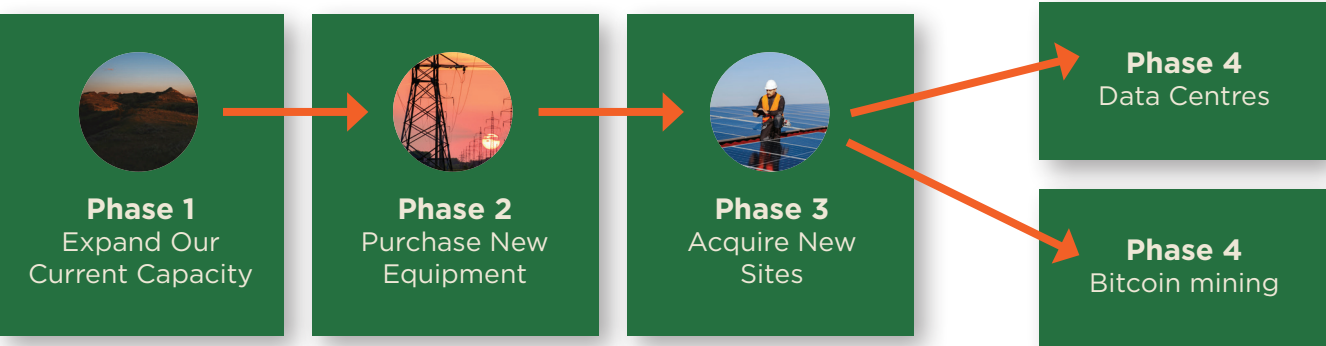 Phase 1
Expand Our
Current Capacity
Phase 2
Purchase New
Equipment
Phase 3
Acquire New
Sites
Phase 4
Data Centres
Phase 4
Bitcoin mining